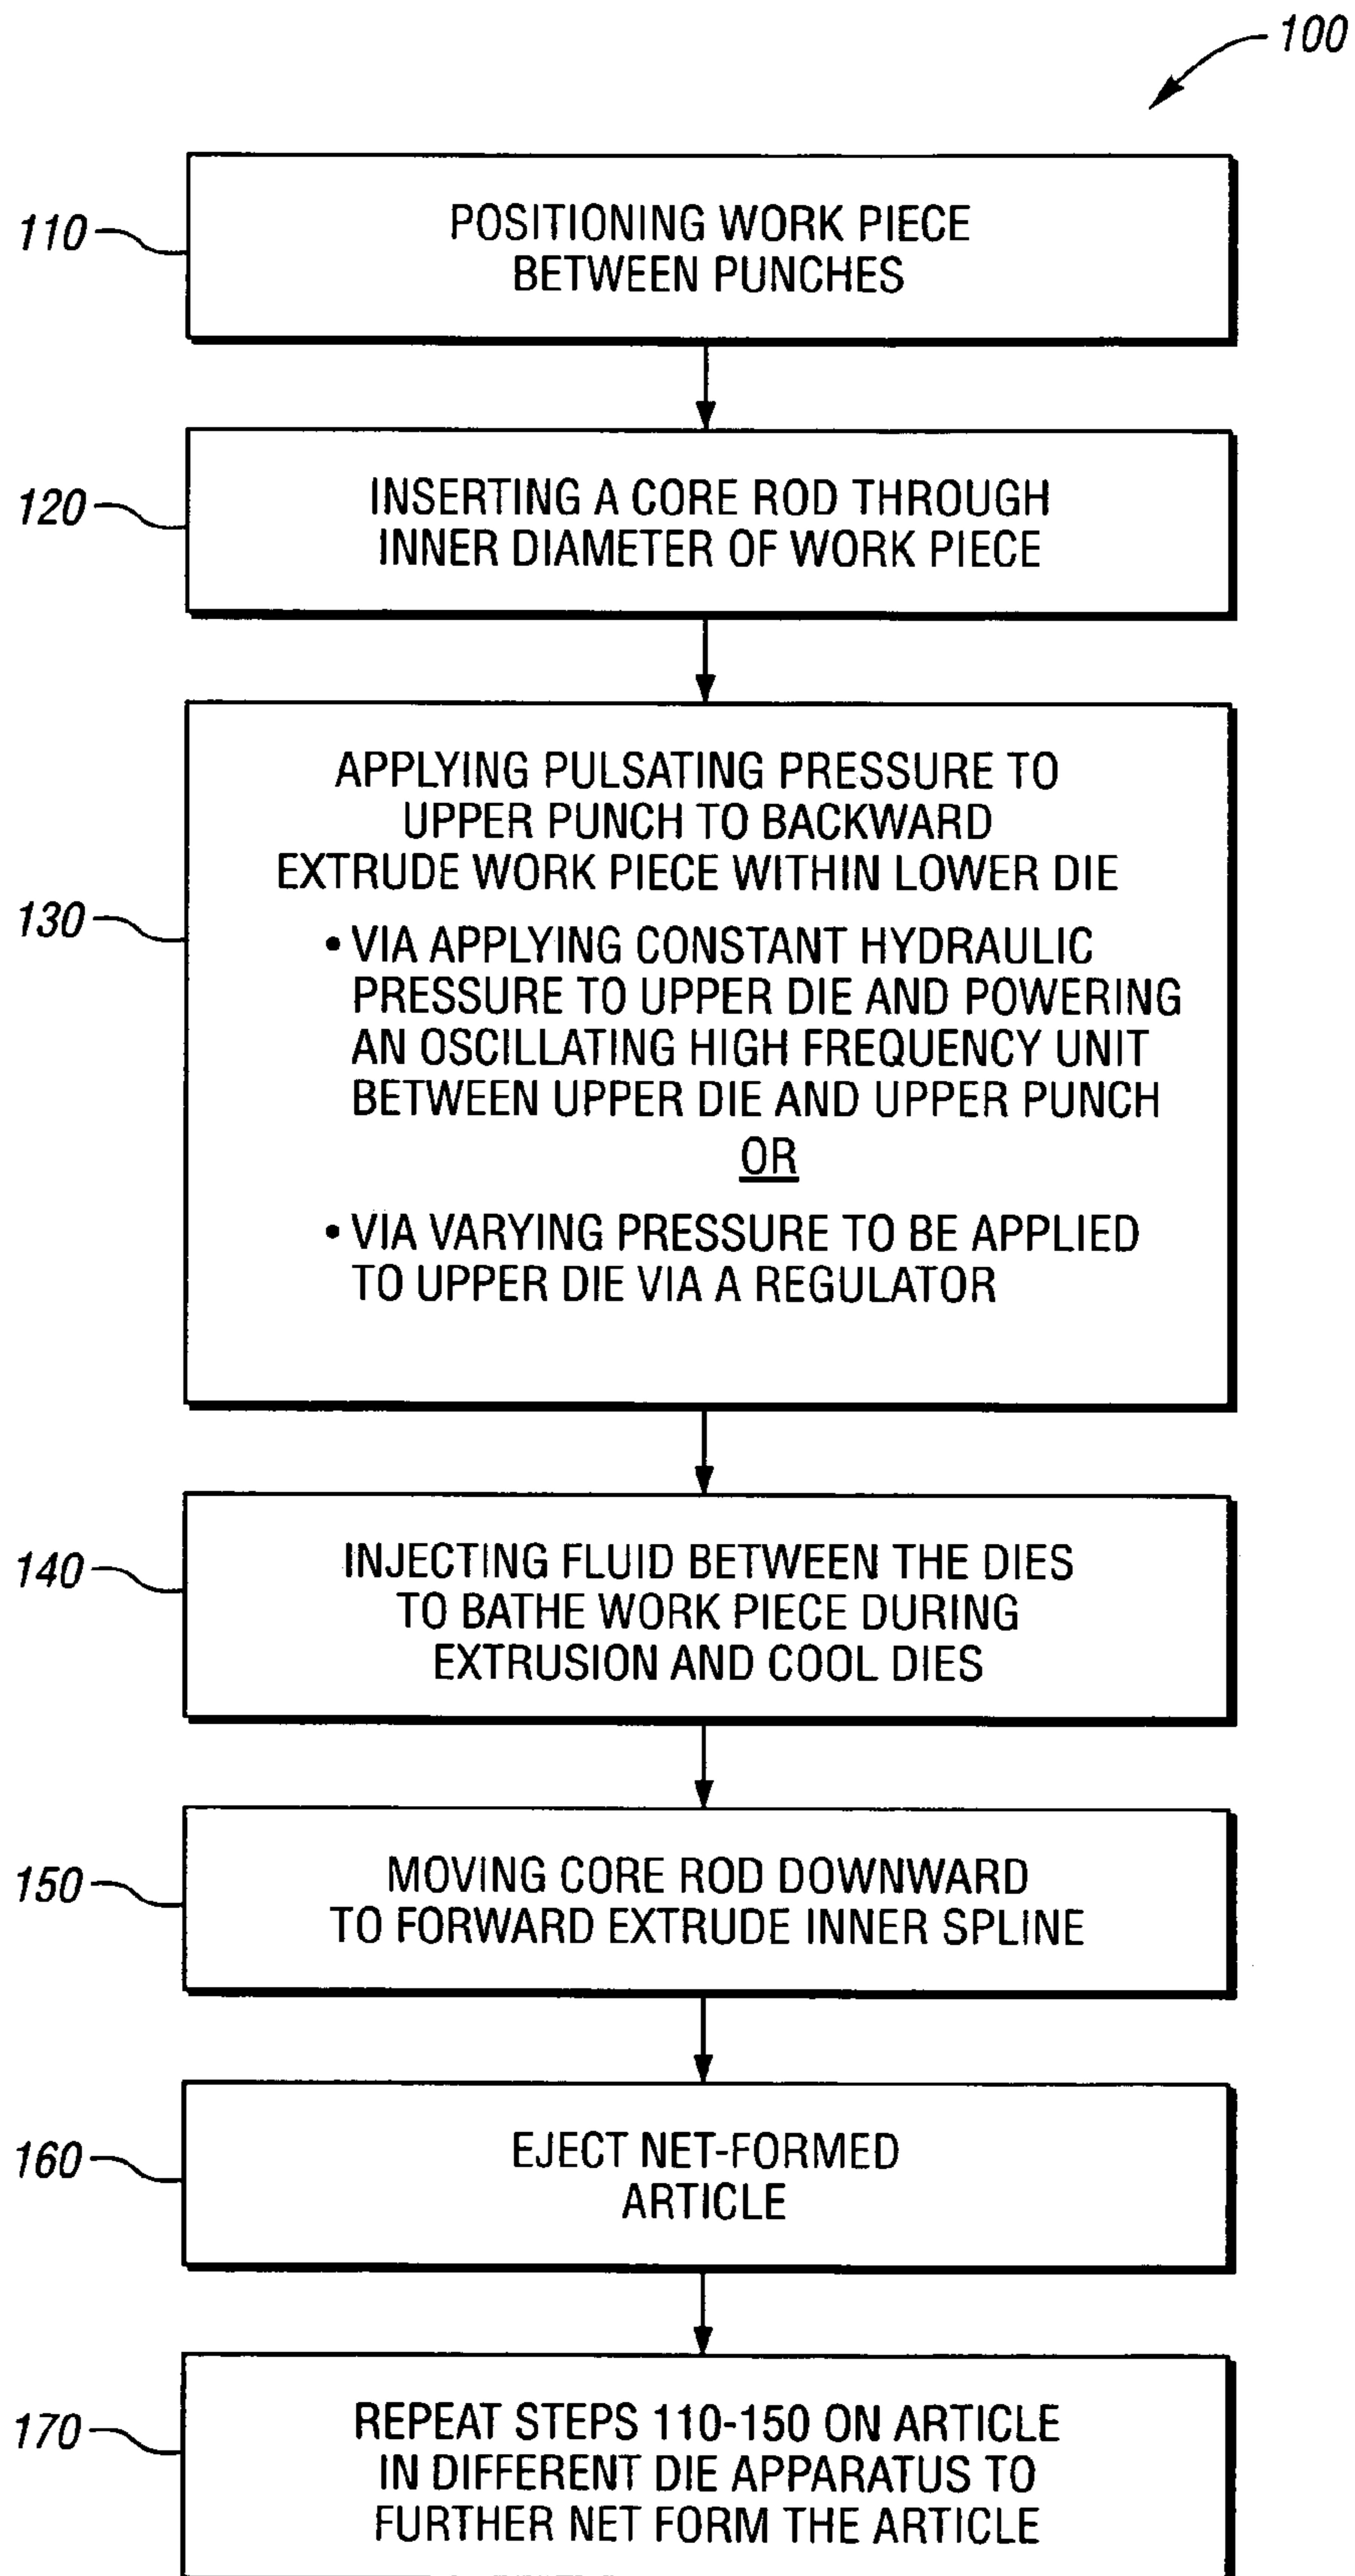 100
110
POSITIONING WORK PIECE
BETWEEN PUNCHES
120
INSERTING A CORE ROD THROUGH
INNER DIAMETER OF WORK PIECE
130
APPLYING PULSATING PRESSURE TO
UPPER PUNCH TO BACKWARD
EXTRUDE WORK PIECE WITHIN LOWER DIE
• VIA APPLYING CONSTANT HYDRAULIC
PRESSURE TO UPPER DIE AND POWERING
AN OSCILLATING HIGH FREQUENCY UNIT
BETWEEN UPPER DIE AND UPPER PUNCH
OR
• VIA VARYING PRESSURE TO BE APPLIED
TO UPPER DIE VIA A REGULATOR
140
INJECTING FLUID BETWEEN THE DIES
TO BATHE WORK PIECE DURING
EXTRUSION AND COOL DIES
150
MOVING CORE ROD DOWNWARD
TO FORWARD EXTRUDE INNER SPLINE
160
EJECT NET-FORMED
ARTICLE
170
REPEAT STEPS 110-150 ON ARTICLE
IN DIFFERENT DIE APPARATUS TO
FURTHER NET FORM THE ARTICLE